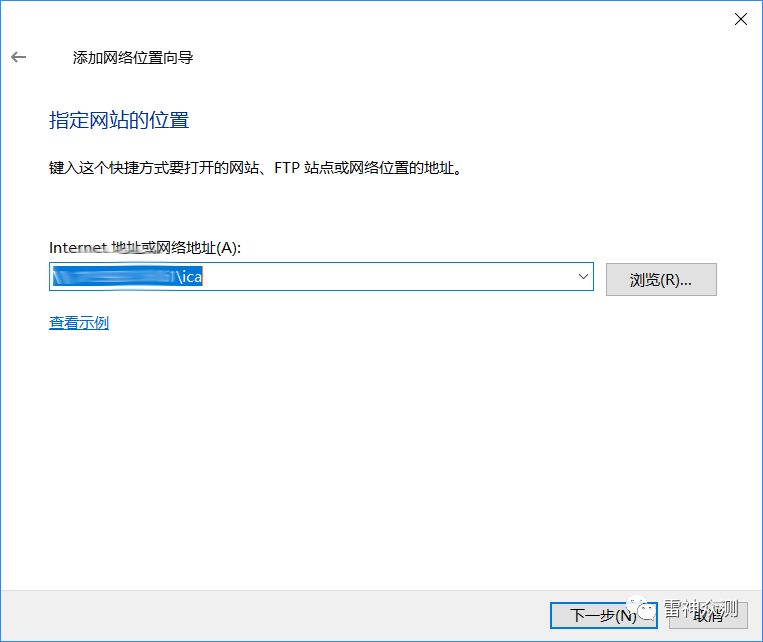 添加网络位置向导
指定网站的位置
键入这个快捷方式要打开的网站、FTP 站点或网络位置的地址。
Internet 地址或网络地址(A):
\ica
浏览(R)...
查看示例
下一步(N)
取消
雷神众测